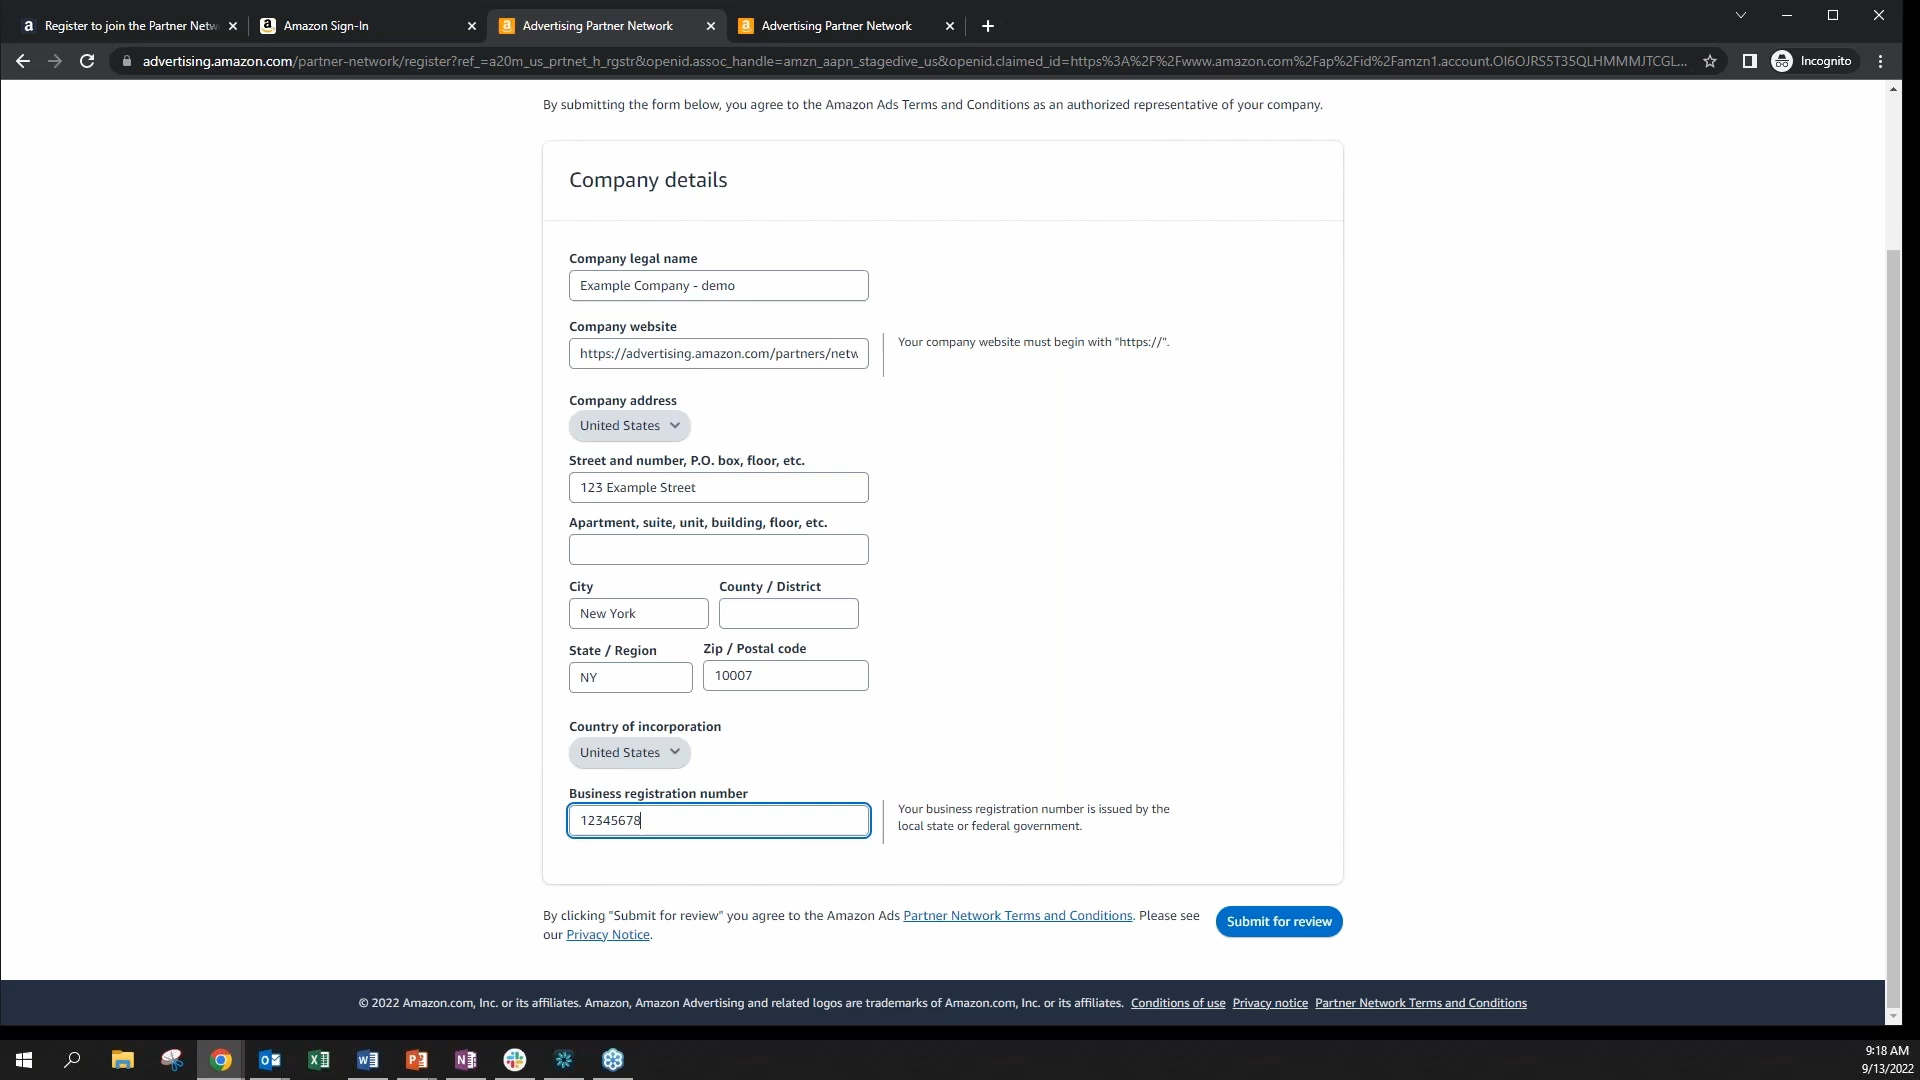 Register to join the Partner Netw
Amazon Sign-In
Advertising Partner Network
Advertising Partner Network
advertising.amazon.com/partner-network/register?ref_=a20m_us_prtnet_h_rgstr&openid.assoc_handle=amzn_aapn_stagedive_us&openid.claimed_id=https%3A%2F%2Fwww.amazon.com%2Fap%2Fid%2Famzn1.account.OI6OJRS5T35QLHMMMJTCGL...
Incognito
By submitting the form below, you agree to the Amazon Ads Terms and Conditions as an authorized representative of your company.
Company details
Company legal name
Example Company - demo
Company website
https://advertising.amazon.com/partners/netw
Your company website must begin with "https://".
Company address
United States
Street and number, P.O. box, floor, etc.
123 Example Street
Apartment, suite, unit, building, floor, etc.
City County / District
New York
State / Region Zip / Postal code
NY 10007
Country of incorporation
United States
Business registration number
12345678
Your business registration number is issued by the
local state or federal government.
By clicking "Submit for review" you agree to the Amazon Ads Partner Network Terms and Conditions. Please see
our Privacy Notice.
Submit for review
© 2022 Amazon.com, Inc. or its affiliates. Amazon, Amazon Advertising and related logos are trademarks of Amazon.com, Inc. or its affiliates. Conditions of use Privacy notice Partner Network Terms and Conditions
9:18 AM
9/13/2022